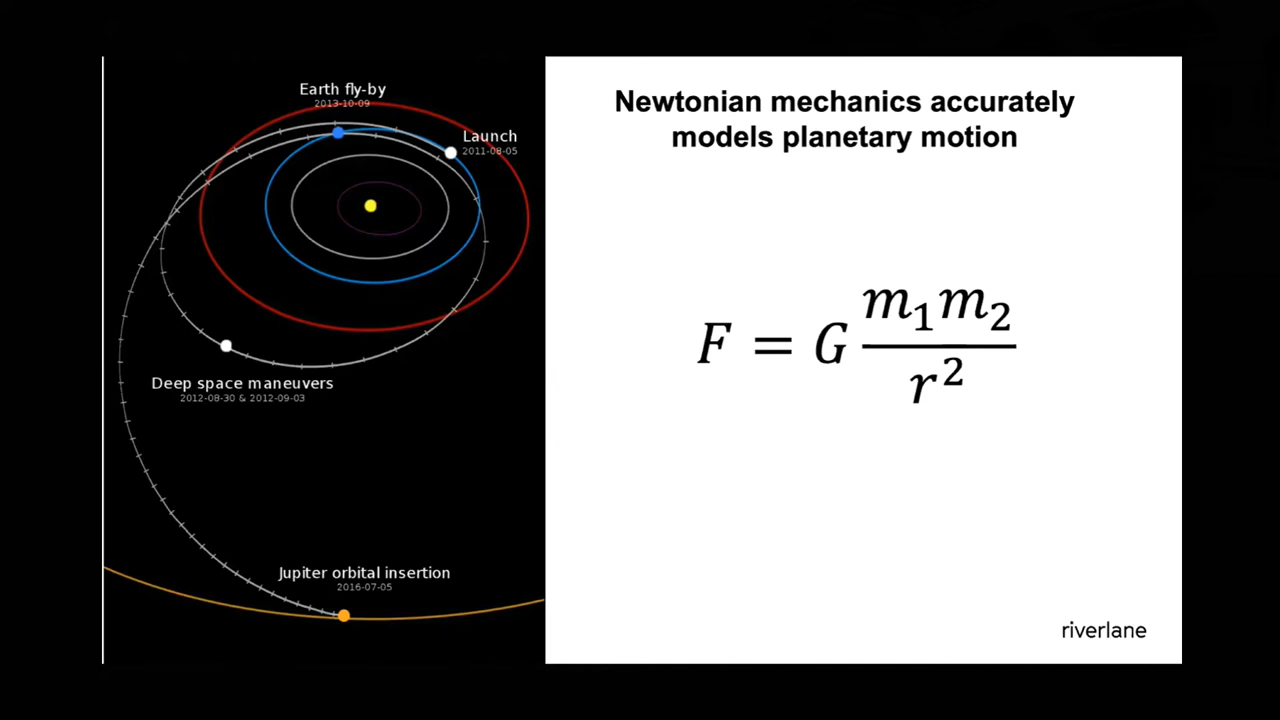 Earth fly-by
2013-10-09
Launch
2011-08-05
Deep space maneuvers
2012-08-30 & 2012-09-03
Jupiter orbital insertion
2016-07-05
Newtonian mechanics accurately
models planetary motion
F = G m₁m₂ / r²
riverlane